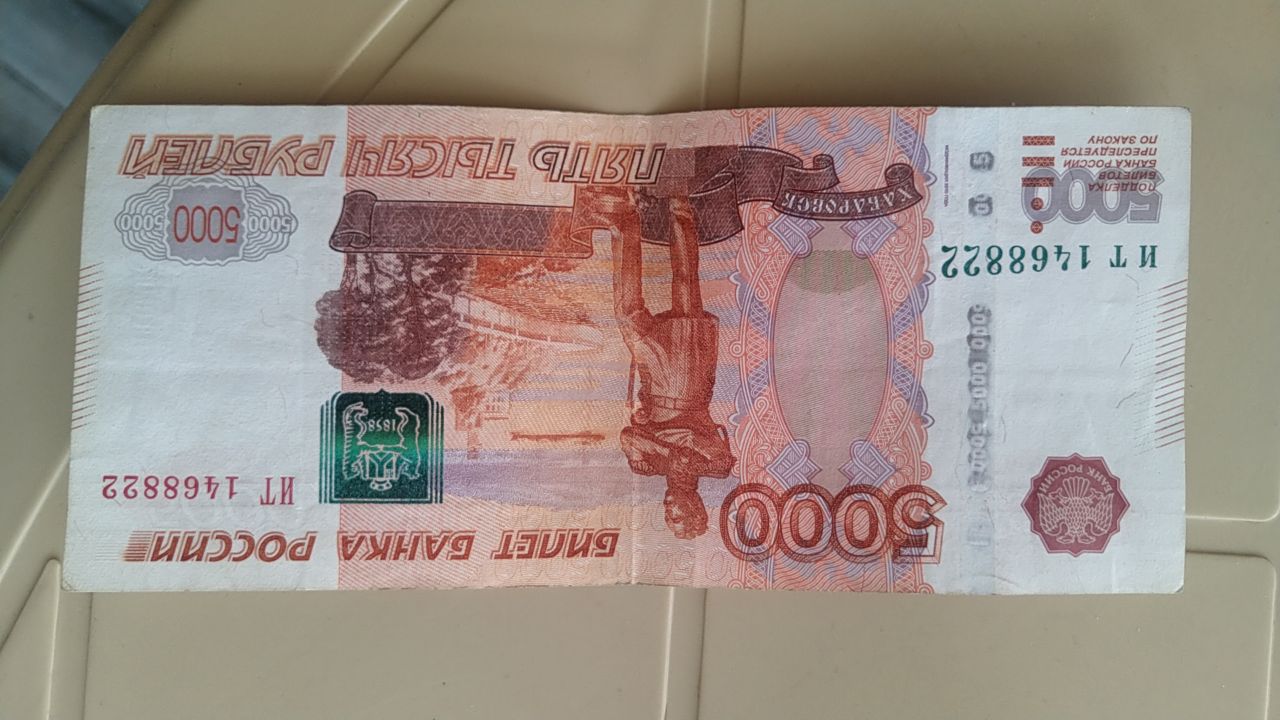 5000
БИЛЕТ БАНКА РОССИИ
БАНК РОССИИ
ИТ 1468822
1858
ИТ 1468822
5000
ПОДДЕЛКА
БИЛЕТОВ
БАНКА РОССИИ
ПРЕСЛЕДУЕТСЯ
ПО ЗАКОНУ
ХАБАРОВСК
5000 5000 5000
ПЯТЬ ТЫСЯЧ РУБЛЕЙ